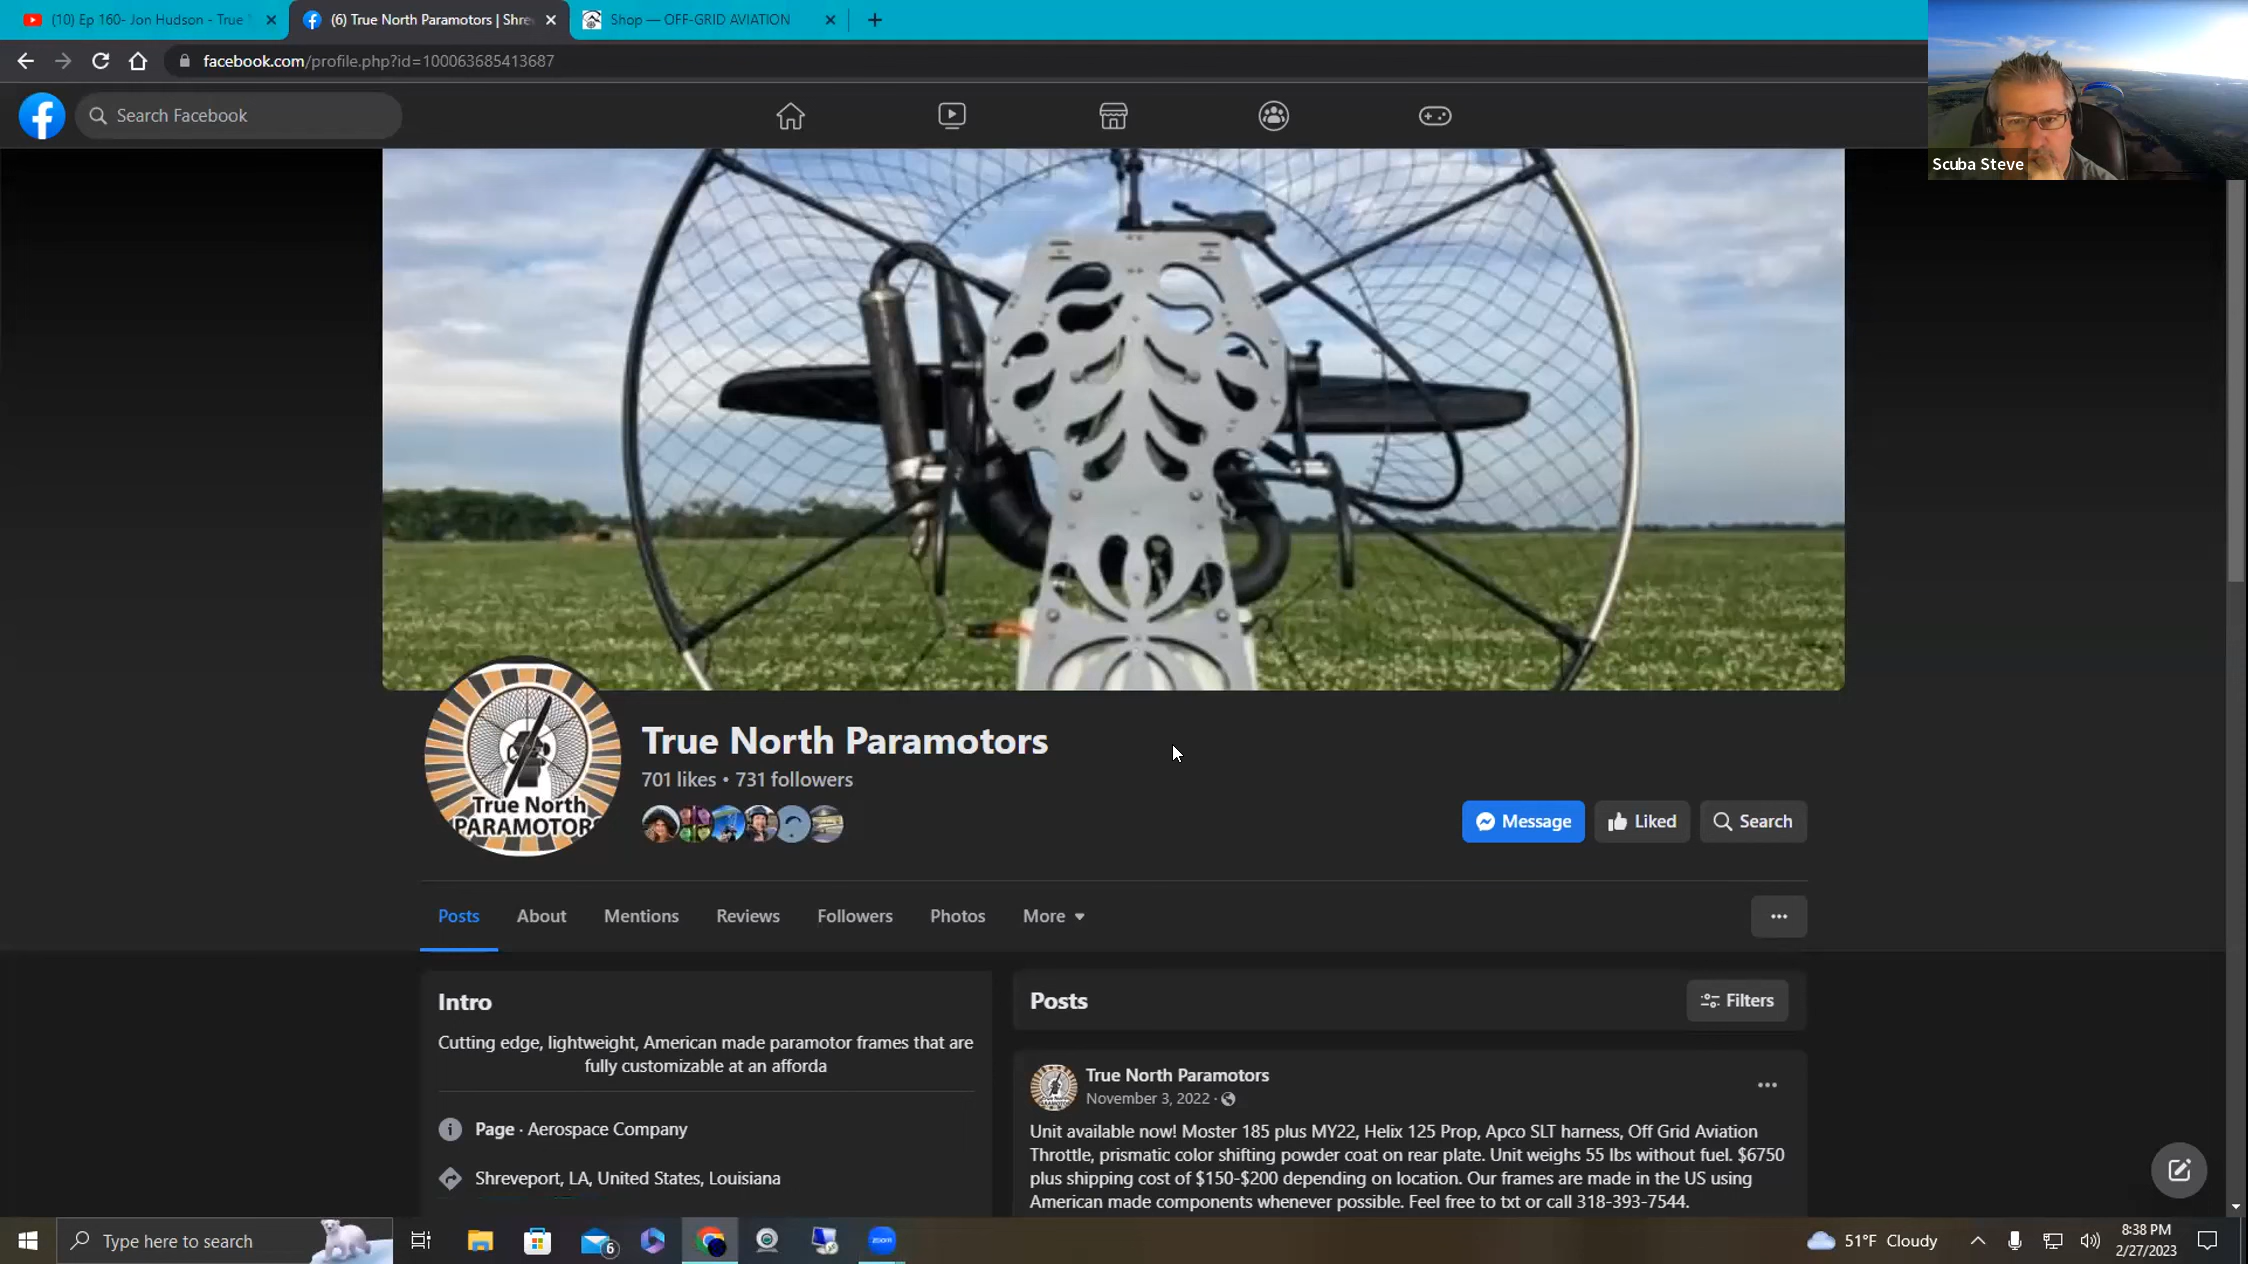 (10) Ep 160- Jon Hudson - True
(6) True North Paramotors | Shre
Shop — OFF-GRID AVIATION
facebook.com/profile.php?id=100063685413687
Search Facebook
Scuba Steve
True North
PARAMOTORS
True North Paramotors
701 likes • 731 followers
Message
Liked
Search
Posts
About
Mentions
Reviews
Followers
Photos
More
Intro
Cutting edge, lightweight, American made paramotor frames that are
fully customizable at an afforda
Page · Aerospace Company
Shreveport, LA, United States, Louisiana
Posts
Filters
True North Paramotors
November 3, 2022 ·
Unit available now! Moster 185 plus MY22, Helix 125 Prop, Apco SLT harness, Off Grid Aviation
Throttle, prismatic color shifting powder coat on rear plate. Unit weighs 55 lbs without fuel. $6750
plus shipping cost of $150-$200 depending on location. Our frames are made in the US using
American made components whenever possible. Feel free to txt or call 318-393-7544.
Type here to search
6
zoom
51°F Cloudy
8:38 PM
2/27/2023